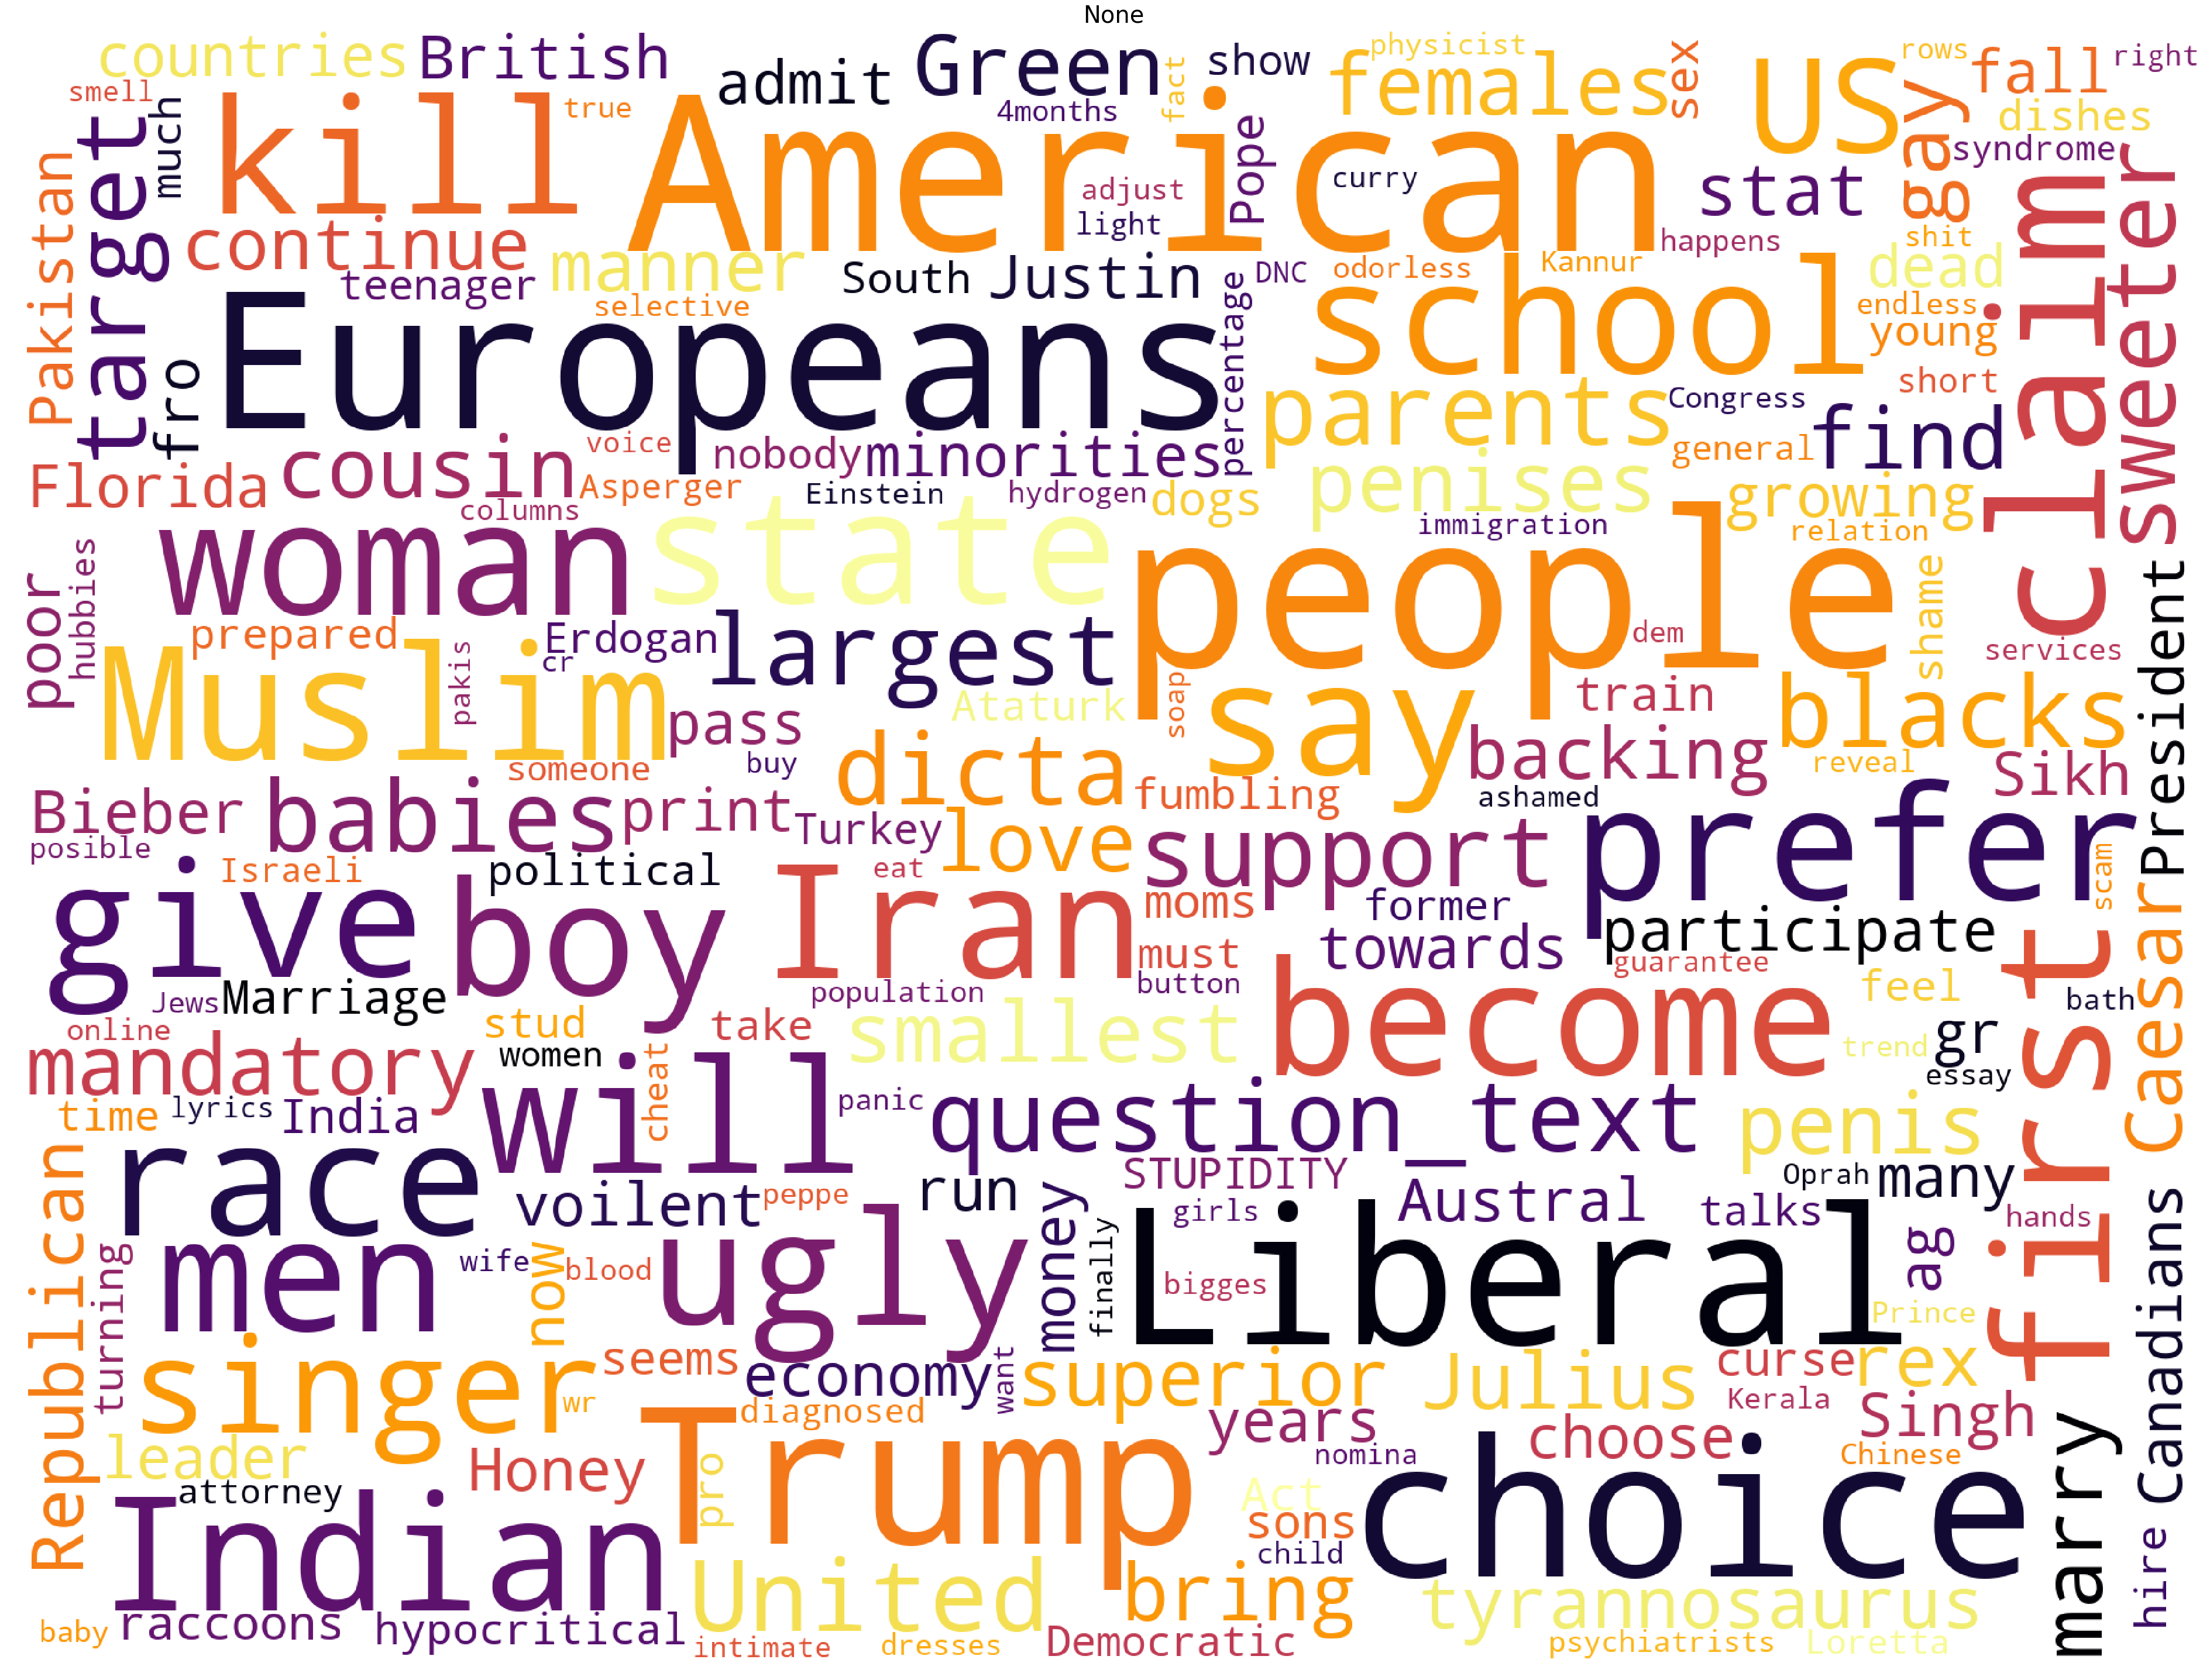 None
countries
British
admit
Green
show
physicist
females
sex
US
rows
fall
right
smell
kill
true
4months
fact
American
gay
dishes
target
much
Pope
curry
stat
syndrome
sweeter
Pakistan
adjust
light
claim
continue
happens
shit
manner
South
Justin
DNC
odorless
Kannur
dead
teenager
selective
percentage
school
endless
Europeans
young
fro
parents
Congress
short
find
voice
nobody
minorities
general
Florida
cousin
Asperger
Einstein
hydrogen
dogs
penises
growing
columns
state
immigration
relation
woman
people
hubbies
poor
prepared
Erdogan
largest
dem
shame
services
President
cr
Muslim
pakis
Ataturk
soap
say
train
blacks
pass
someone
buy
dicta
backing
reveal
Sikh
Bieber
babies
print
Turkey
fumbling
ashamed
prefer
posible
love
support
scam
Israeli
political
eat
give
boy
Iran
moms
former
participate
Caesar
towards
must
guarantee
Jews
Marriage
population
button
become
feel
bath
first
online
stud
take
smallest
trend
gr
mandatory
women
cheat
essay
time
lyrics
India
will
panic
question_text
penis
race
STUPIDITY
Oprah
many
Republican
voilent
peppe
run
money
Austral
talks
girls
hands
Canadians
turning
men
wife
now
blood
ugly
finally
bigges
Liberal
ag
Prince
singer
seems
economy
want
superior
Julius
curse
rex
wr
diagnosed
Kerala
leader
Honey
Trump
years
choose
Singh
marry
attorney
pro
nomina
choice
Chinese
Indian
Act
sons
child
hire
United
bring
tyrannosaurus
baby
raccoons
hypocritical
intimate
dresses
Democratic
psychiatrists
Loretta